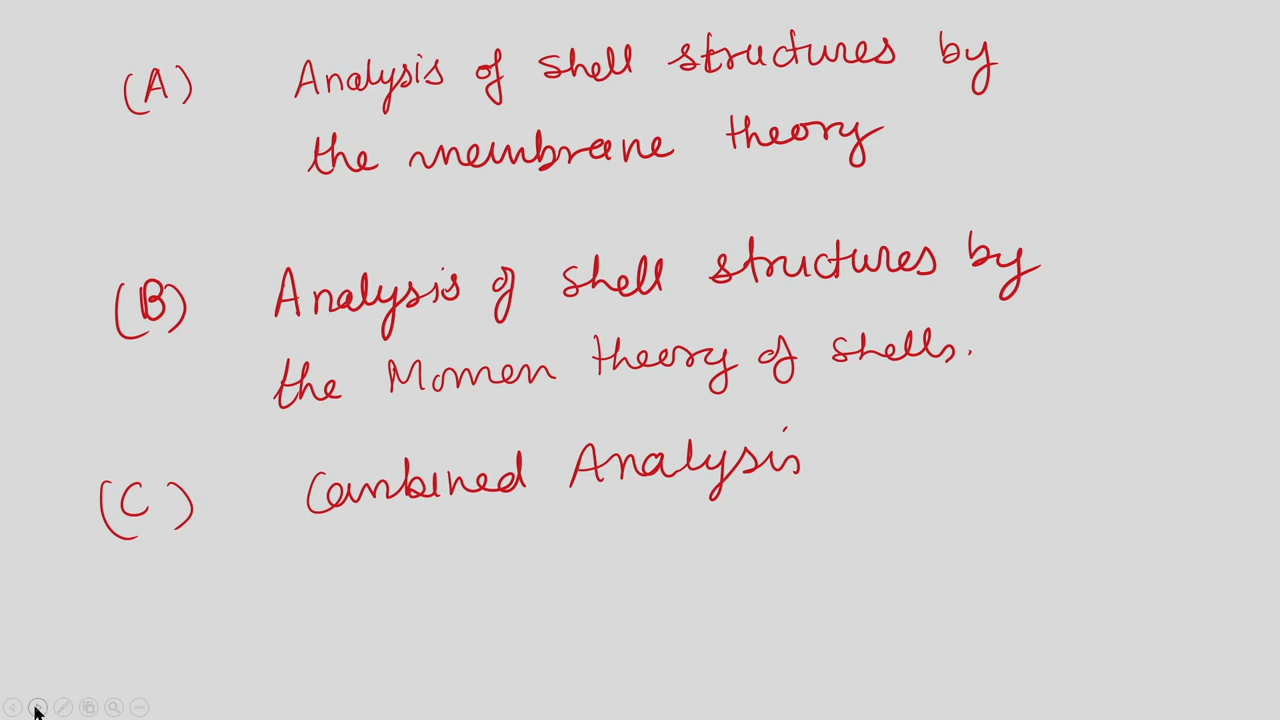 (A) Analysis of shell structures by
the membrane theory
(B) Analysis of shell structures by
the Momen theory of shells.
(C) Combined Analysis